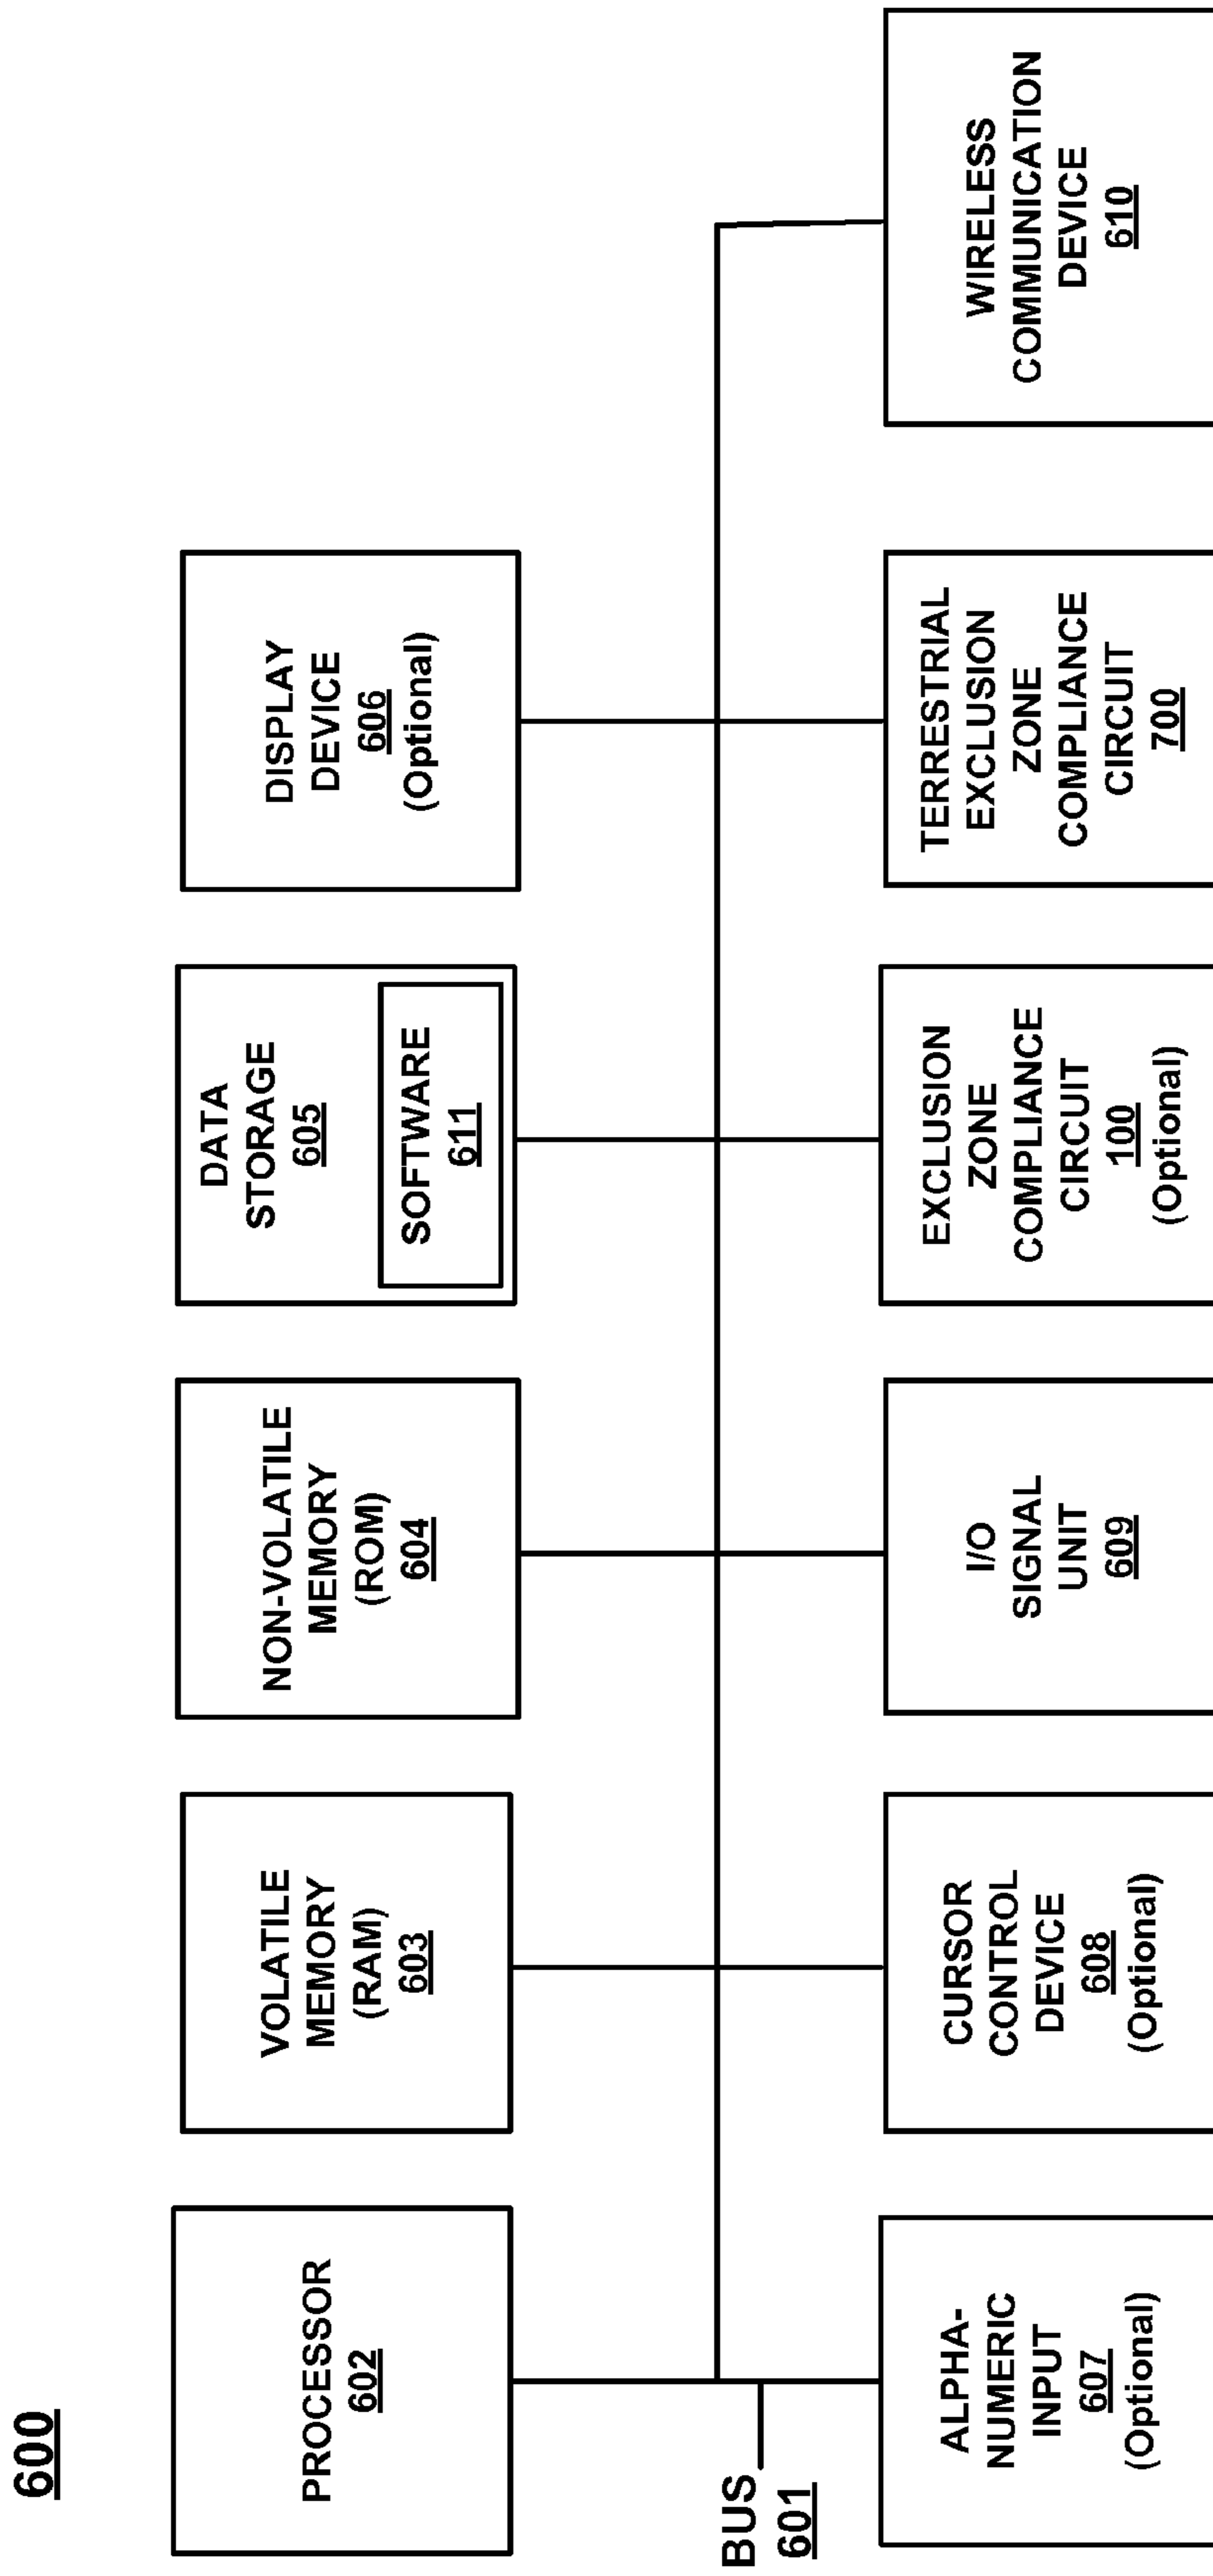 600
PROCESSOR
602
VOLATILE
MEMORY
(RAM)
603
NON-VOLATILE
MEMORY
(ROM)
604
DATA
STORAGE
605
SOFTWARE
611
DISPLAY
DEVICE
606
(Optional)
BUS
601
ALPHA-
NUMERIC
INPUT
607
(Optional)
CURSOR
CONTROL
DEVICE
608
(Optional)
I/O
SIGNAL
UNIT
609
EXCLUSION
ZONE
COMPLIANCE
CIRCUIT
100
(Optional)
TERRESTRIAL
EXCLUSION
ZONE
COMPLIANCE
CIRCUIT
700
WIRELESS
COMMUNICATION
DEVICE
610